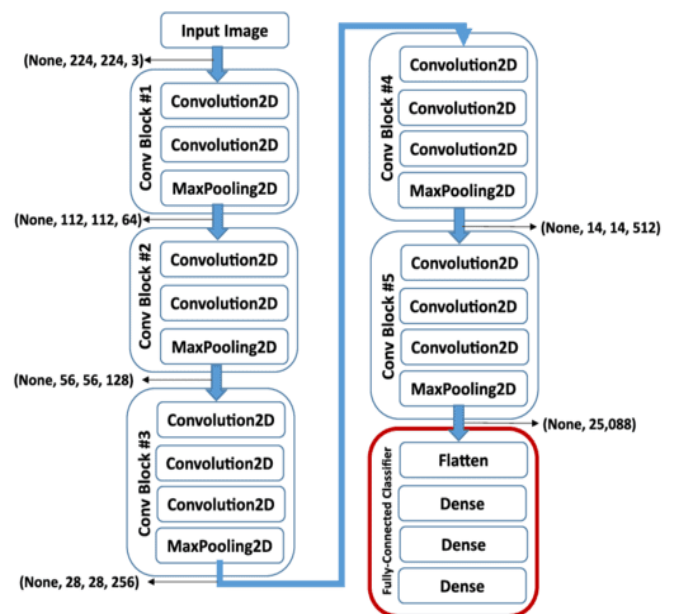 Input Image
(None, 224, 224, 3)
Conv Block #1
Convolution2D
Convolution2D
MaxPooling2D
(None, 112, 112, 64)
Conv Block #2
Convolution2D
Convolution2D
MaxPooling2D
(None, 56, 56, 128)
Conv Block #3
Convolution2D
Convolution2D
Convolution2D
MaxPooling2D
(None, 28, 28, 256)
Conv Block #4
Convolution2D
Convolution2D
Convolution2D
MaxPooling2D
(None, 14, 14, 512)
Conv Block #5
Convolution2D
Convolution2D
Convolution2D
MaxPooling2D
(None, 25,088)
Fully-Connected Classifier
Flatten
Dense
Dense
Dense